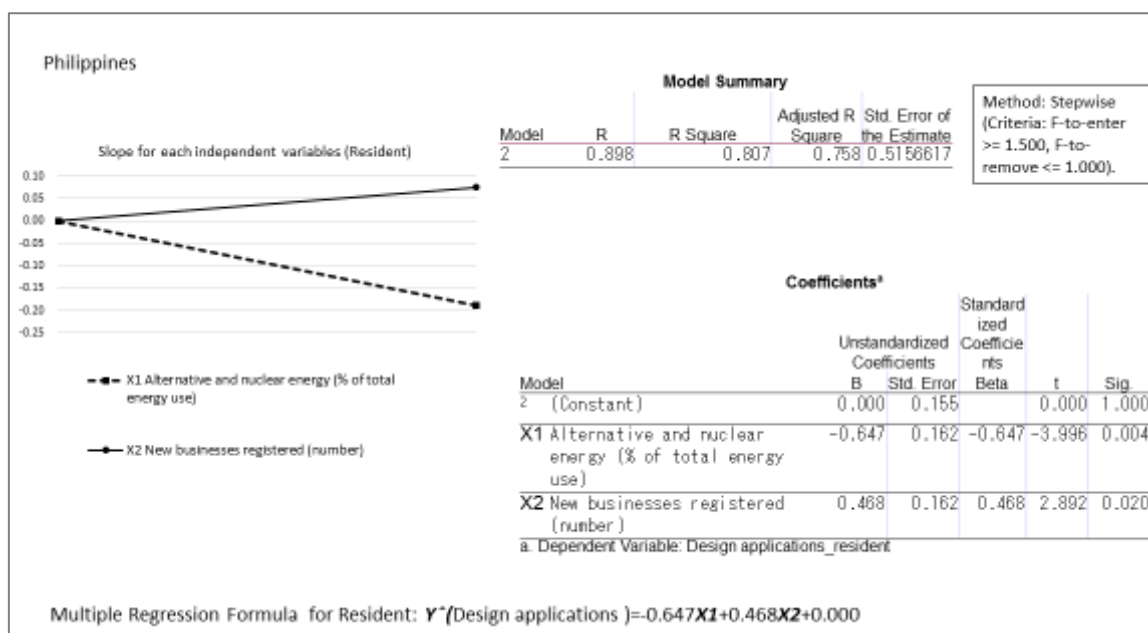 Philippines
Model Summary
Model R R Square Adjusted R Square Std. Error of the Estimate
2 0.898 0.807 0.758 0.5156617
Method: Stepwise
(Criteria: F-to-enter
>= 1.500, F-to-
remove <= 1.000).
Slope for each independent variables (Resident)
0.10
0.05
0.00
-0.05
-0.10
-0.15
-0.20
-0.25
X1 Alternative and nuclear energy (% of total
energy use)
X2 New businesses registered (number)
Coefficientsª
Model Unstandardized Coefficients B Std. Error Standardized Coefficients Beta t Sig.
2 (Constant) 0.000 0.155 0.000 1.000
X1 Alternative and nuclear -0.647 0.162 -0.647 -3.996 0.004
energy (% of total energy
use)
X2 New businesses registered 0.468 0.162 0.468 2.892 0.020
(number)
a. Dependent Variable: Design applications_resident
Multiple Regression Formula for Resident: Yˆ(Design applications )=-0.647X1+0.468X2+0.000